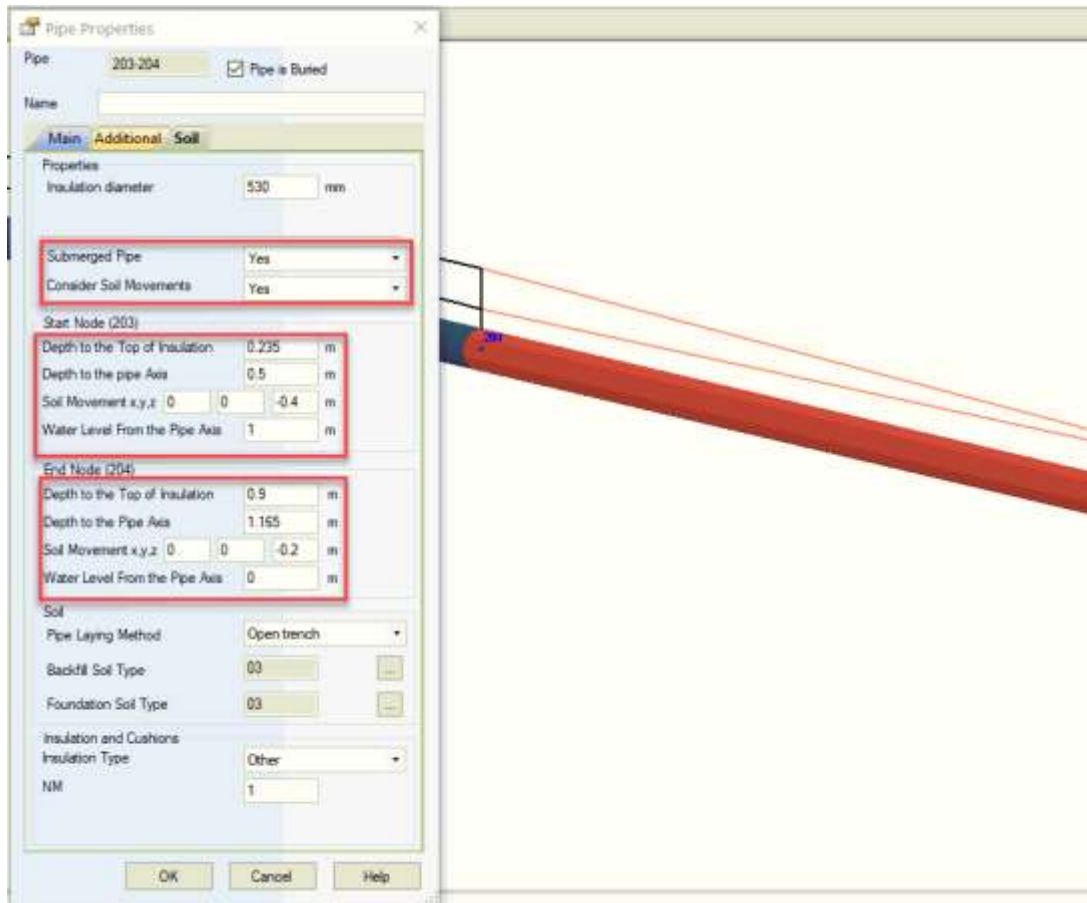 Pipe Properties
Pipe 203-204 Pipe is Buried
Name
Main Additional Soil
Properties
Insulation diameter 530 mm
Submerged Pipe Yes
Consider Soil Movements Yes
Start Node (203)
Depth to the Top of Insulation 0.235 m
Depth to the pipe Axis 0.5 m
Soil Movement x,y,z 0 0 -0.4 m
Water Level From the Pipe Axis 1 m
End Node (204)
Depth to the Top of Insulation 0.9 m
Depth to the Pipe Axis 1.165 m
Soil Movement x,y,z 0 0 -0.2 m
Water Level From the Pipe Axis 0 m
Soil
Pipe Laying Method Open trench
Backfill Soil Type 03 ...
Foundation Soil Type 03 ...
Insulation and Cushions
Insulation Type Other
NM 1
OK Cancel Help